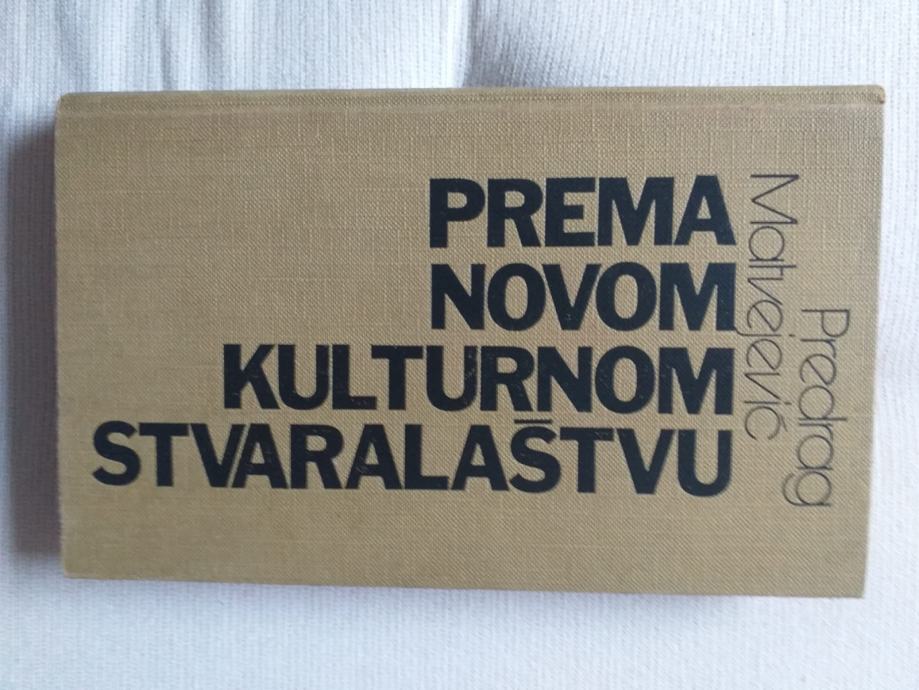 Predrag
Matvejević
PREMA
NOVOM
KULTURNOM
STVARALAŠTVU